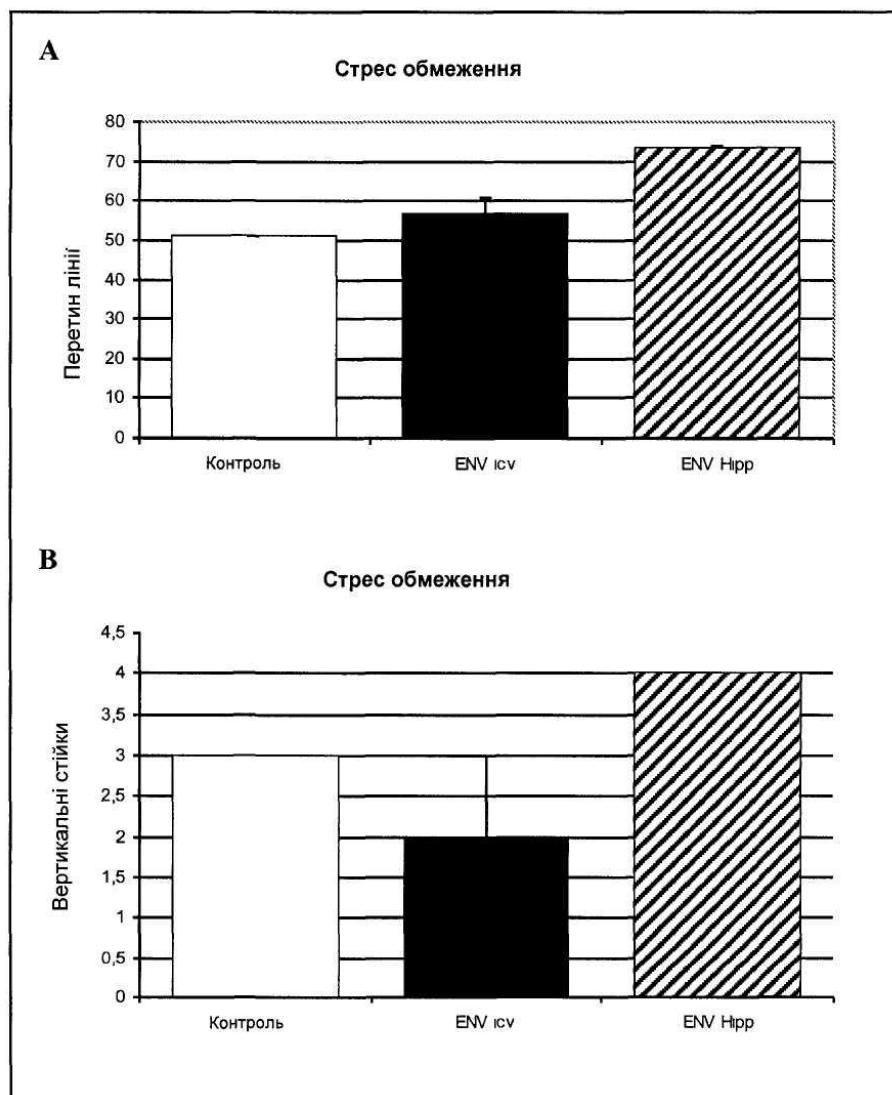 A
Стрес обмеження
Перетин лінії
80
70
60
50
40
30
20
10
0
Контроль
ENV ICV
ENV Hipp
B
Стрес обмеження
Вертикальні стійки
4,5
4
3,5
3
2,5
2
1,5
1
0,5
0
Контроль
ENV ICV
ENV Hipp